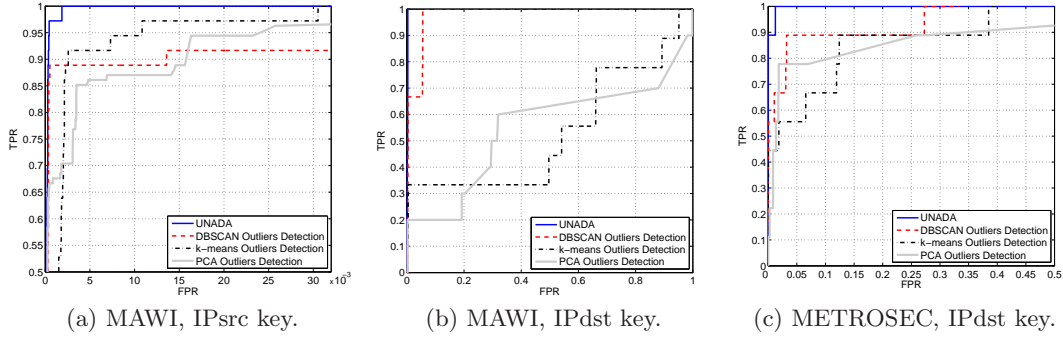 1
0.95
0.9
0.85
0.8
0.75
0.7
0.65
0.6
0.55
0.5
TPR
0 5 10 15 20 25 30
x 10⁻³
FPR
UNADA
DBSCAN Outliers Detection
k−means Outliers Detection
PCA Outliers Detection
(a) MAWI, IPsrc key.
1
0.9
0.8
0.7
0.6
0.5
0.4
0.3
0.2
0.1
0
TPR
0 0.2 0.4 0.6 0.8 1
FPR
UNADA
DBSCAN Outliers Detection
k−means Outliers Detection
PCA Outliers Detection
(b) MAWI, IPdst key.
1
0.9
0.8
0.7
0.6
0.5
0.4
0.3
0.2
0.1
0
TPR
0.05 0.1 0.15 0.2 0.25 0.3 0.35 0.4 0.45 0.5
FPR
UNADA
DBSCAN Outliers Detection
k−means Outliers Detection
PCA Outliers Detection
(c) METROSEC, IPdst key.